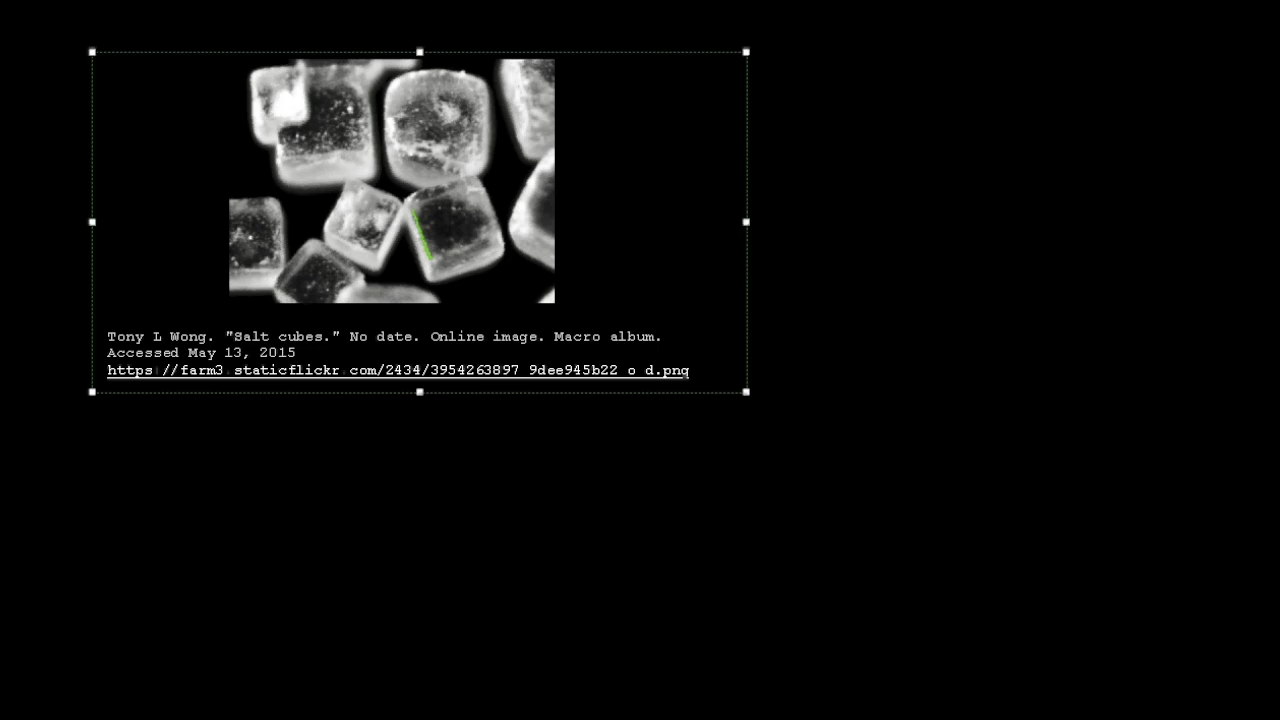 Tony L Wong. "Salt cubes." No date. Online image. Macro album.
Accessed May 13, 2015
https://farm3.staticflickr.com/2434/3954263897_9dee945b22_o_d.png